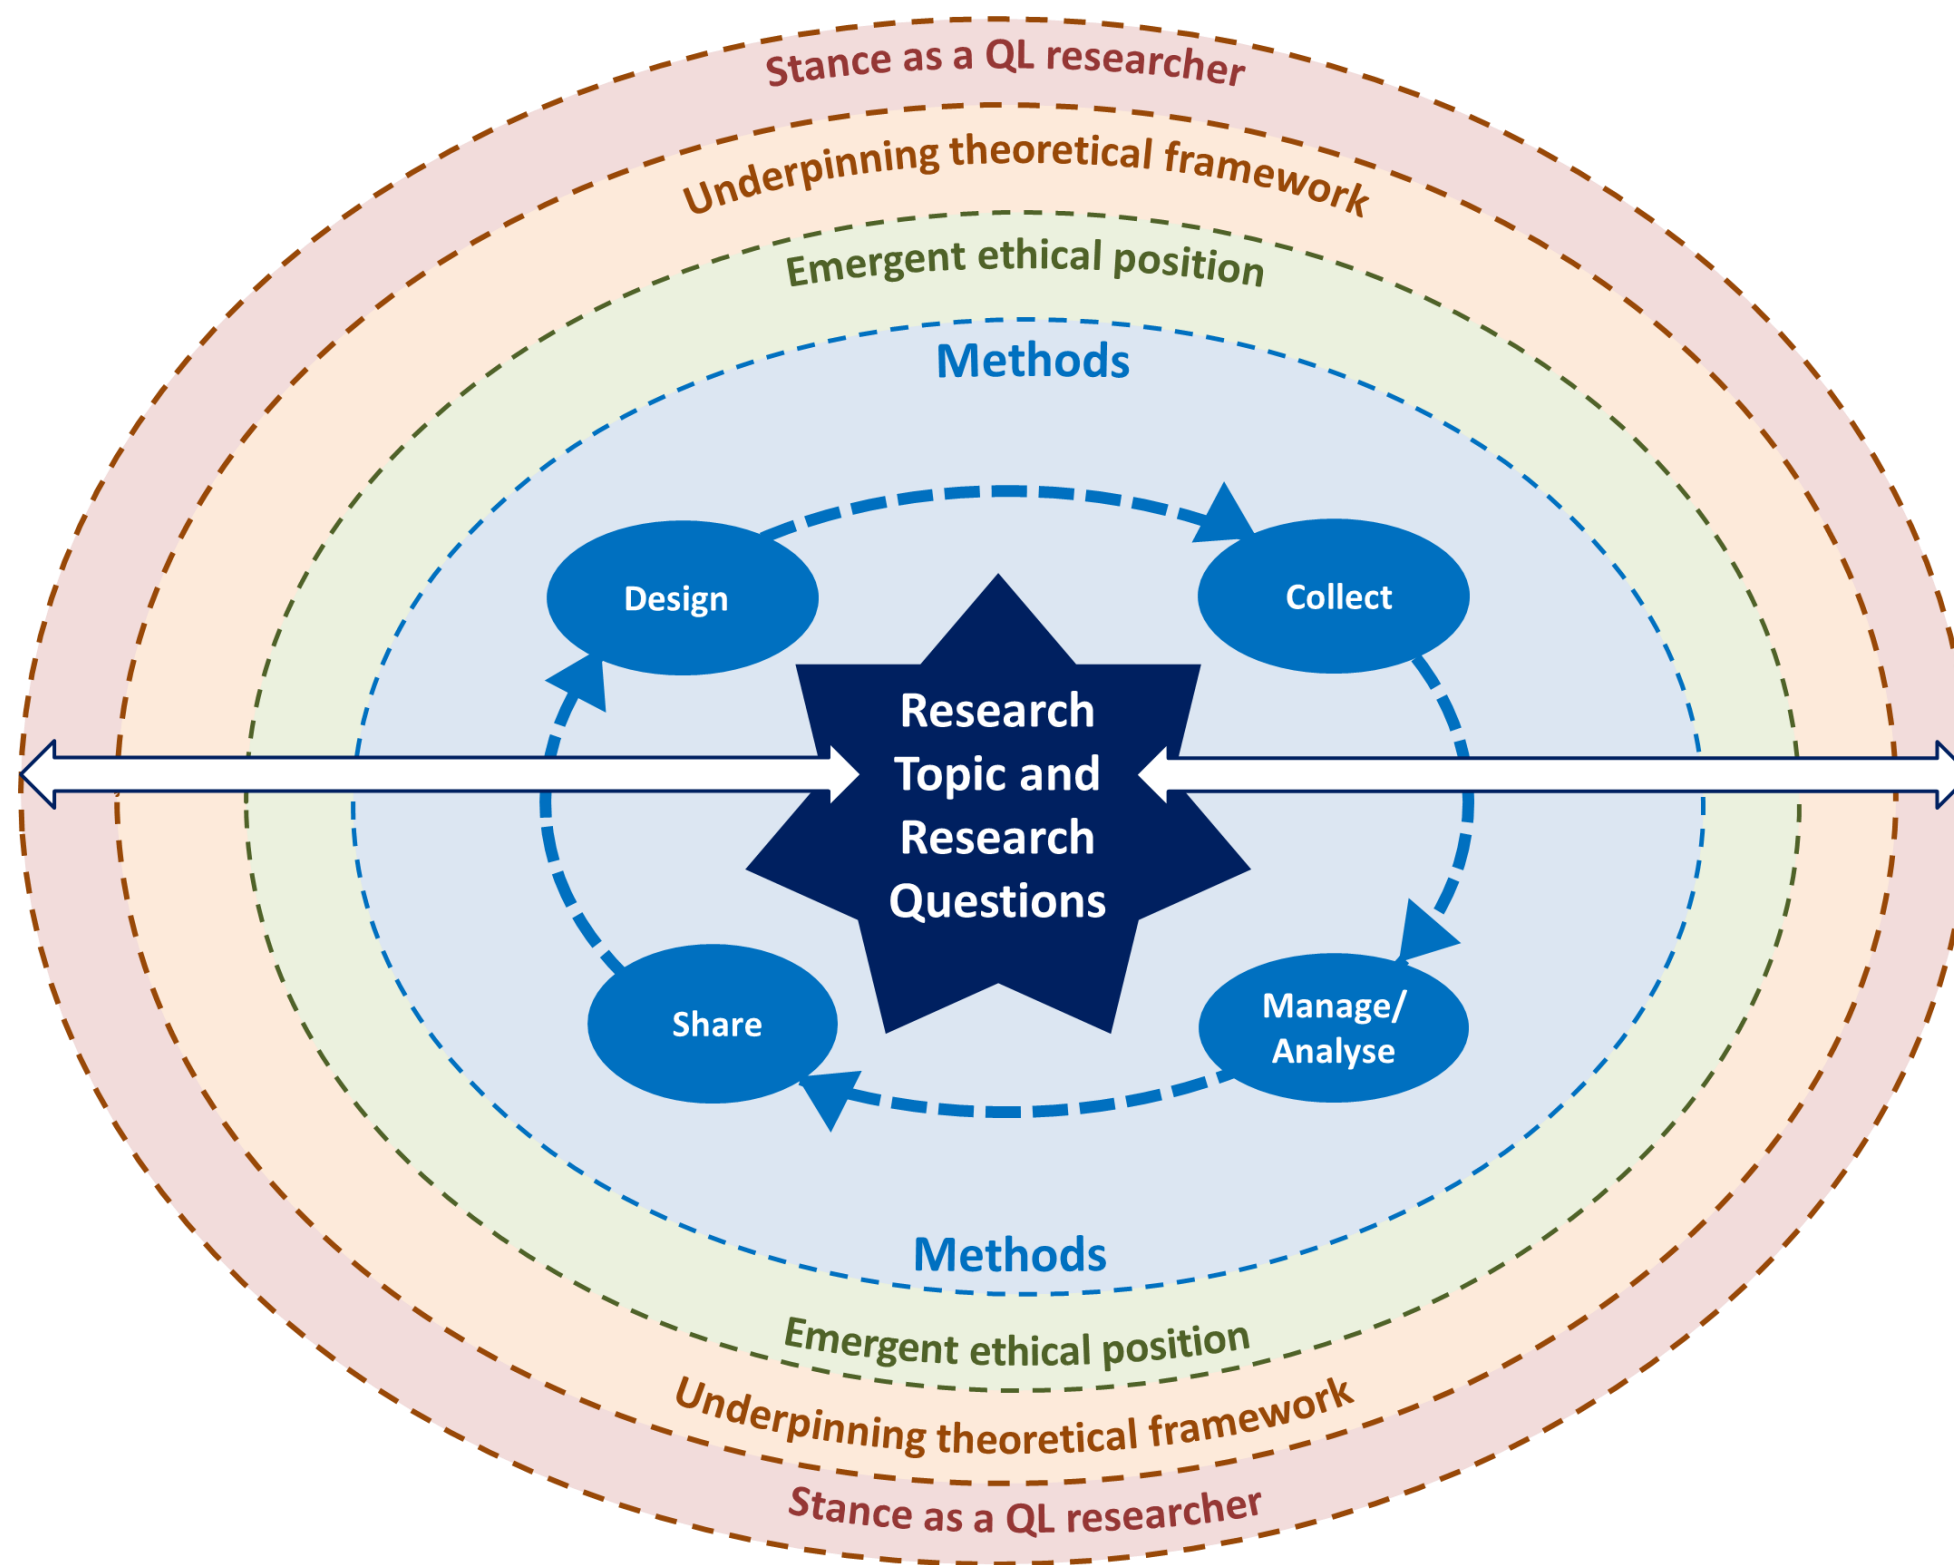 Stance as a QL researcher
Underpinning theoretical framework
Emergent ethical position
Methods
Design
Collect
Research
Topic and
Research
Questions
Share
Manage/
Analyse
Methods
Emergent ethical position
Underpinning theoretical framework
Stance as a QL researcher